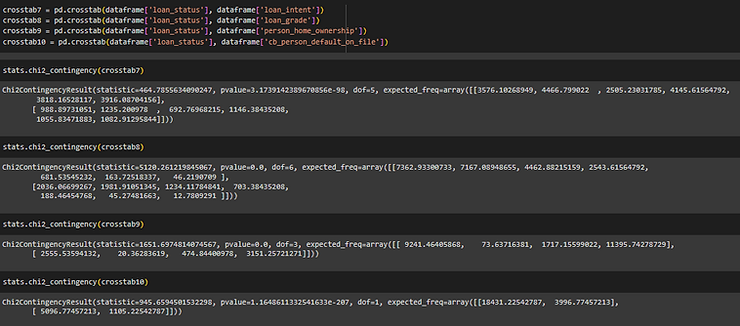 crosstab7 = pd.crosstab(dataframe['loan_status'], dataframe['loan_intent'])
crosstab8 = pd.crosstab(dataframe['loan_status'], dataframe['loan_grade'])
crosstab9 = pd.crosstab(dataframe['loan_status'], dataframe['person_home_ownership'])
crosstab10 = pd.crosstab(dataframe['loan_status'], dataframe['cb_person_default_on_file'])
stats.chi2_contingency(crosstab7)
Chi2ContingencyResult(statistic=464.7855634090247, pvalue=3.1739142389670856e-98, dof=5, expected_freq=array([[3576.10268949, 4466.799022  , 2505.23031785, 4145.61564792,
3818.16528117, 3916.08704156],
[ 988.89731051, 1235.200978  ,  692.76968215, 1146.38435208,
1055.83471883, 1082.91295844]]))
stats.chi2_contingency(crosstab8)
Chi2ContingencyResult(statistic=5120.261219845067, pvalue=0.0, dof=6, expected_freq=array([[7362.93300733, 7167.08948655, 4462.88215159, 2543.61564792,
681.53545232,  163.72518337,   46.2190709 ],
[2036.06699267, 1981.91051345, 1234.11784841,  703.38435208,
188.46454768,   45.27481663,   12.7809291 ]]))
stats.chi2_contingency(crosstab9)
Chi2ContingencyResult(statistic=1651.6974814074567, pvalue=0.0, dof=3, expected_freq=array([[ 9241.46405868,    73.63716381,  1717.15599022, 11395.74278729],
[ 2555.53594132,    20.36283619,   474.84400978,  3151.25721271]]))
stats.chi2_contingency(crosstab10)
Chi2ContingencyResult(statistic=945.6594501532298, pvalue=1.1648611332541633e-207, dof=1, expected_freq=array([[18431.22542787,  3996.77457213],
[ 5096.77457213,  1105.22542787]]))